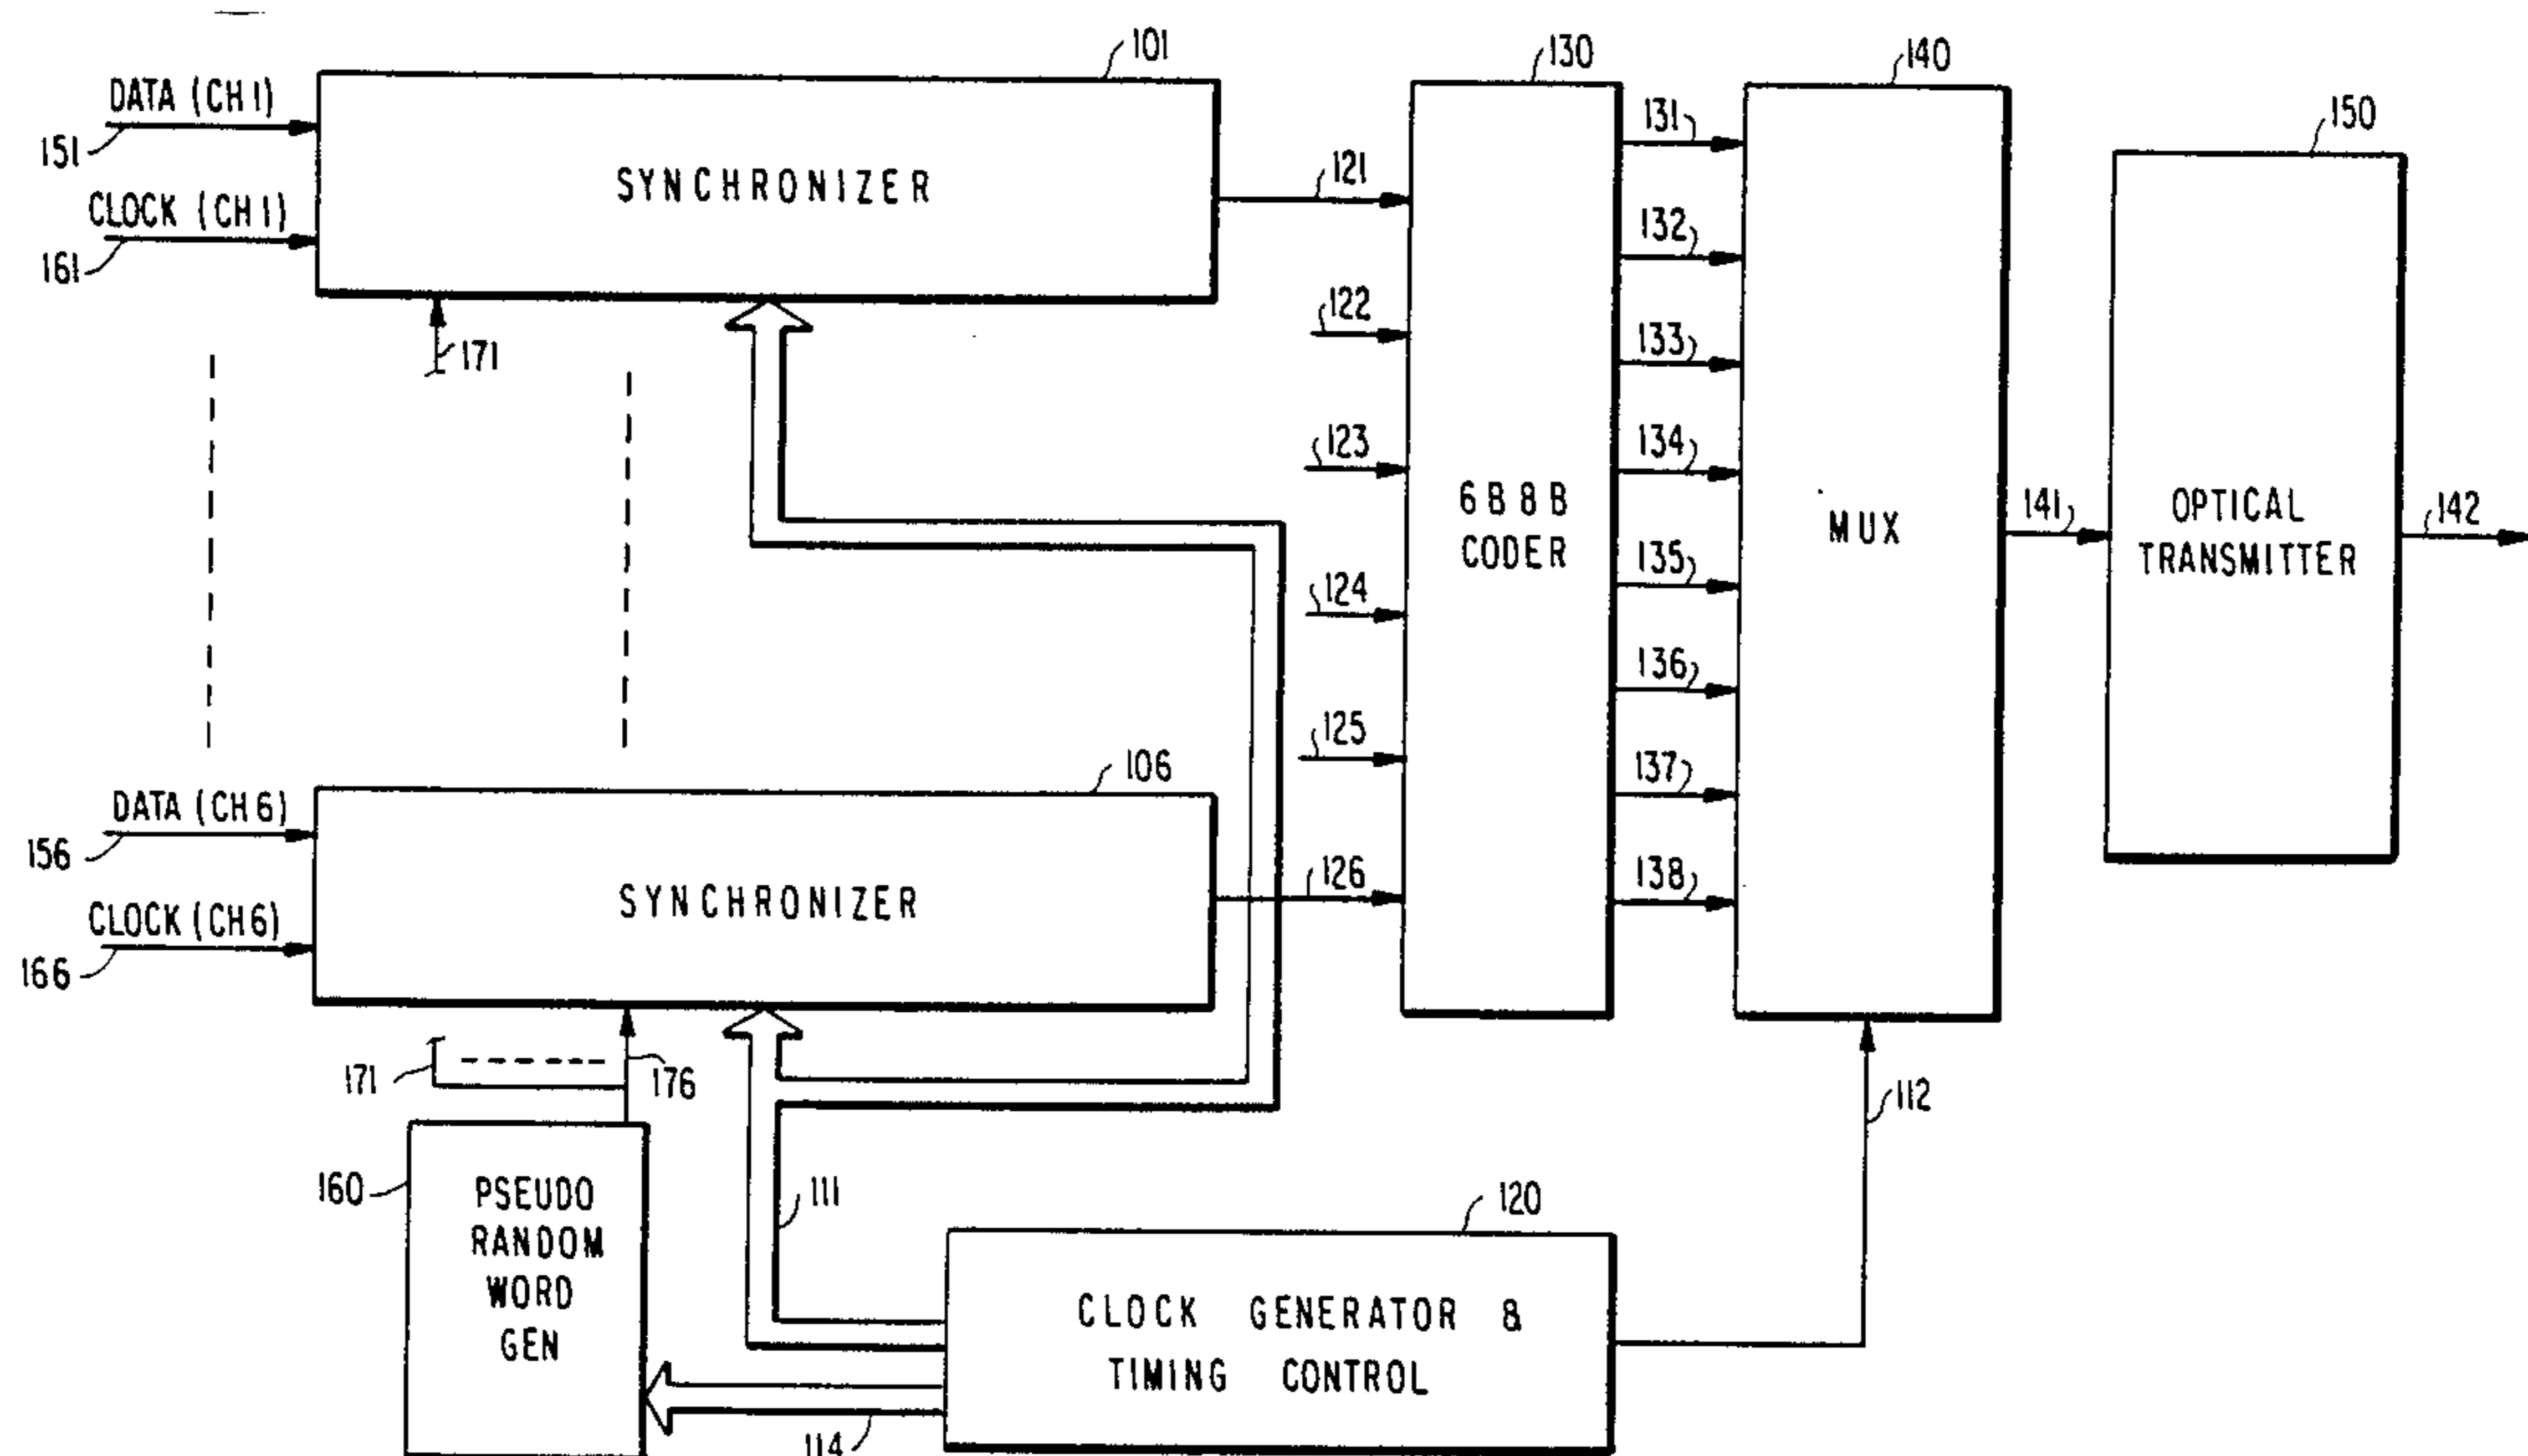 101
130
140
150
DATA (CH 1)
151
CLOCK (CH 1)
161
SYNCHRONIZER
171
121
122
123
124
125
6B8B
CODER
131
132
133
134
135
136
137
138
MUX
141
OPTICAL
TRANSMITTER
142
106
DATA (CH 6)
156
CLOCK (CH 6)
166
SYNCHRONIZER
126
171
176
160
PSEUDO
RANDOM
WORD
GEN
111
120
112
CLOCK GENERATOR &
TIMING CONTROL
114